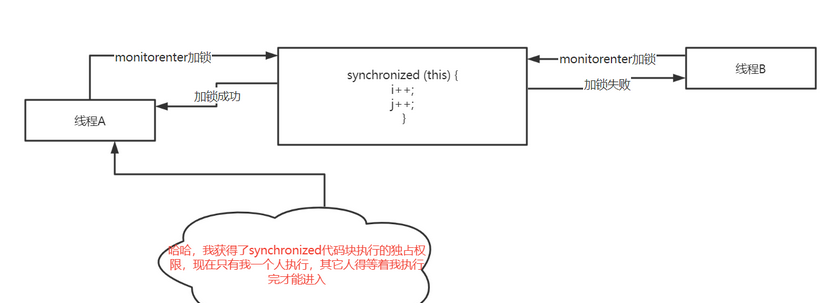 monitorenter加锁
monitorenter加锁
synchronized (this) {
i++;
j++;
}
线程B
加锁成功
加锁失败
线程A
哈哈，我获得了synchronized代码块执行的独占权
限，现在只有我一个人执行，其它人得等着我执行
完才能进入